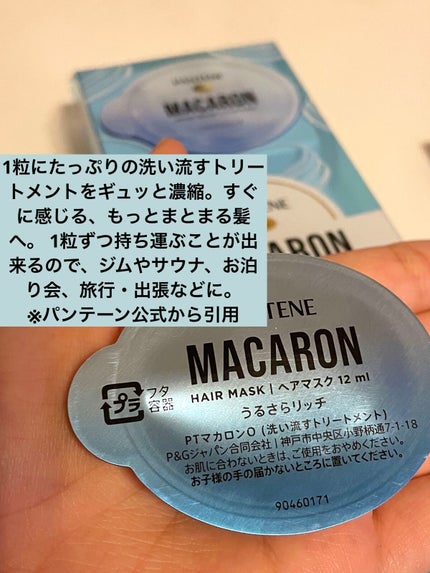 PANTENE
MACARON
1粒にたっぷりの洗い流すトリー
トメントをギュッと濃縮。すぐ
に感じる、もっとまとまる髪
へ。 1粒ずつ持ち運ぶことが出
来るので、ジムやサウナ、お泊
り会、旅行・出張などに。
※パンテーン公式から引用
ENE
ARON
TENE
MACARON
HAIR MASK | ヘアマスク 12 ml
うるさらリッチ
プラ
フタ
容器
PTマカロンO(洗い流すトリートメント)
P&Gジャパン合同会社 | 神戸市中央区小野柄通7-1-18
お肌に合わないときは、ご使用をおやめください。
お子様の手の届かないところに置いてください。
90460171